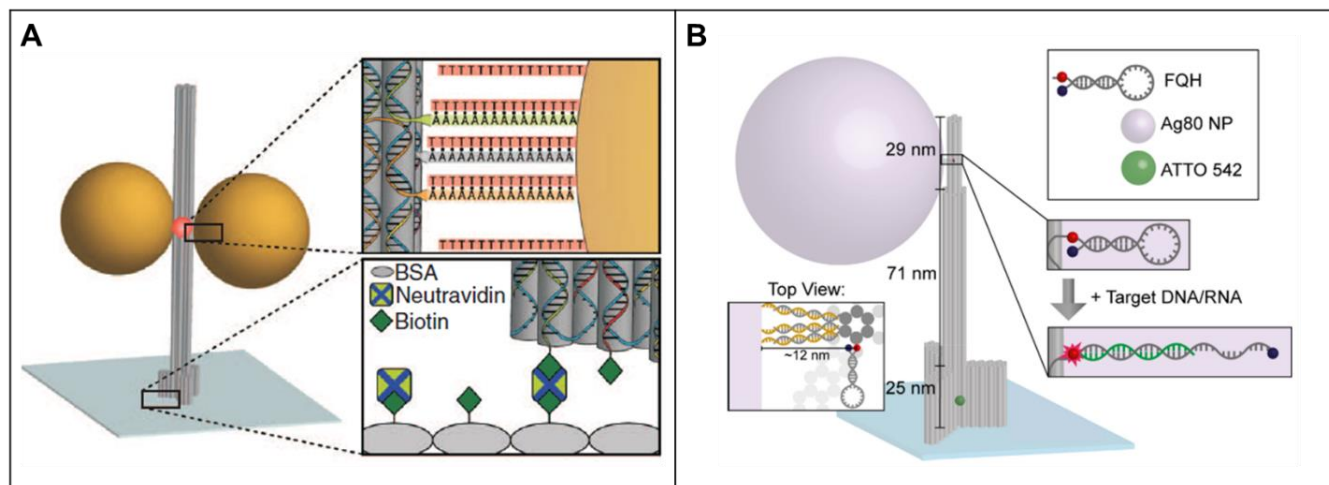 A
BSA
Neutravidin
Biotin
B
FQH
Ag80 NP
ATTO 542
29 nm
71 nm
25 nm
Top View:
~12 nm
+ Target DNA/RNA